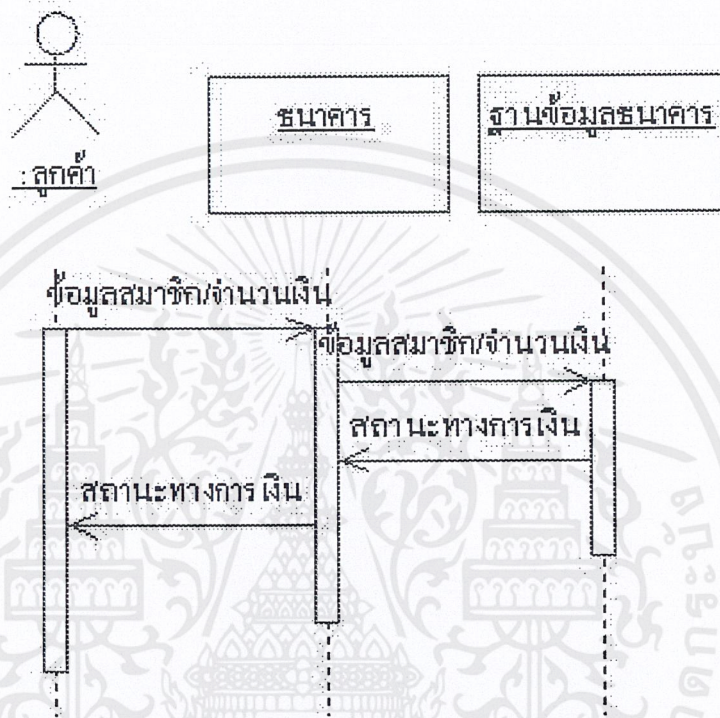 :ลูกค้า
ธนาคาร
ฐานข้อมูลธนาคาร
ข้อมูลสมาชิก/จำนวนเงิน
ข้อมูลสมาชิก/จำนวนเงิน
สถานะทางการเงิน
สถานะทางการเงิน